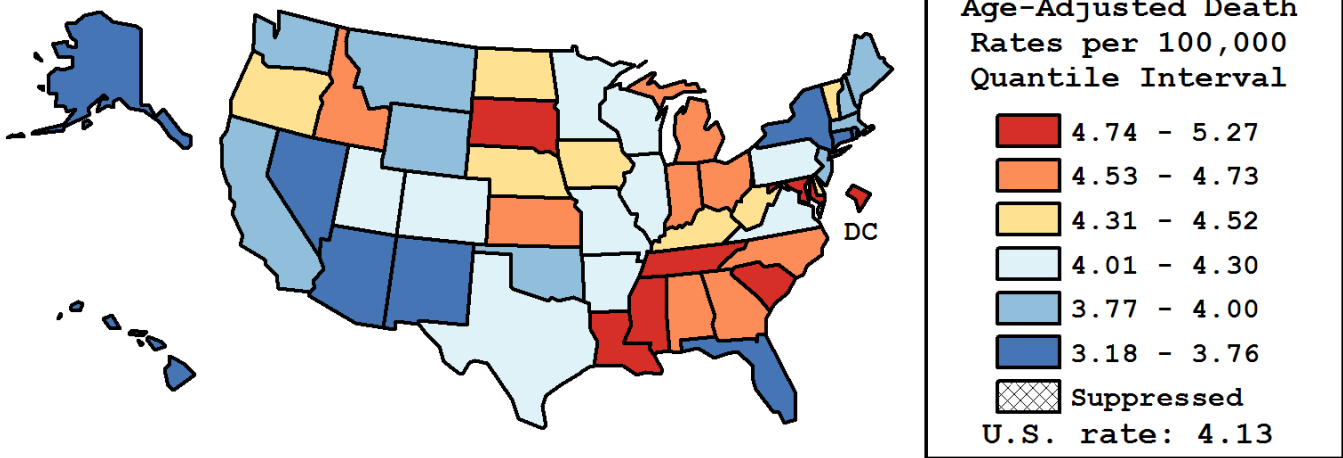 Age-Adjusted Death
Rates per 100,000
Quantile Interval
4.74 - 5.27
4.53 - 4.73
4.31 - 4.52
4.01 - 4.30
3.77 - 4.00
3.18 - 3.76
Suppressed
U.S. rate: 4.13
DC